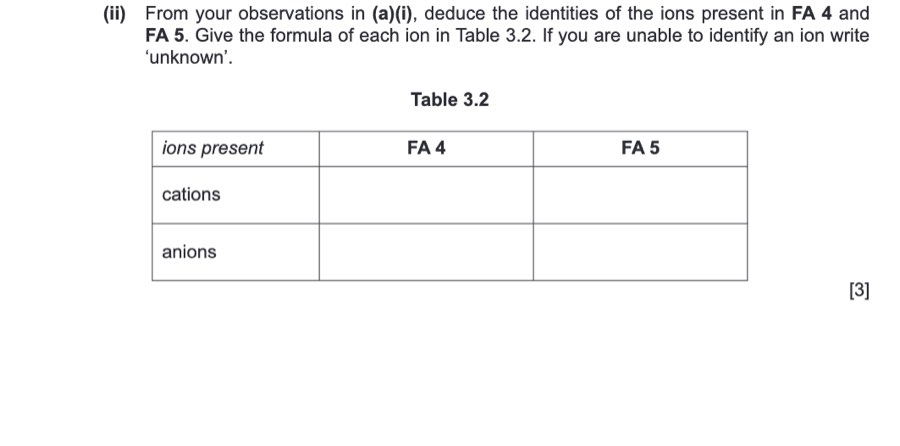 (ii) From your observations in (a)(i), deduce the identities of the ions present in FA 4 and
FA 5. Give the formula of each ion in Table 3.2. If you are unable to identify an ion write
‘unknown’.
Table 3.2
ions present FA 4 FA 5
cations
anions
[3]